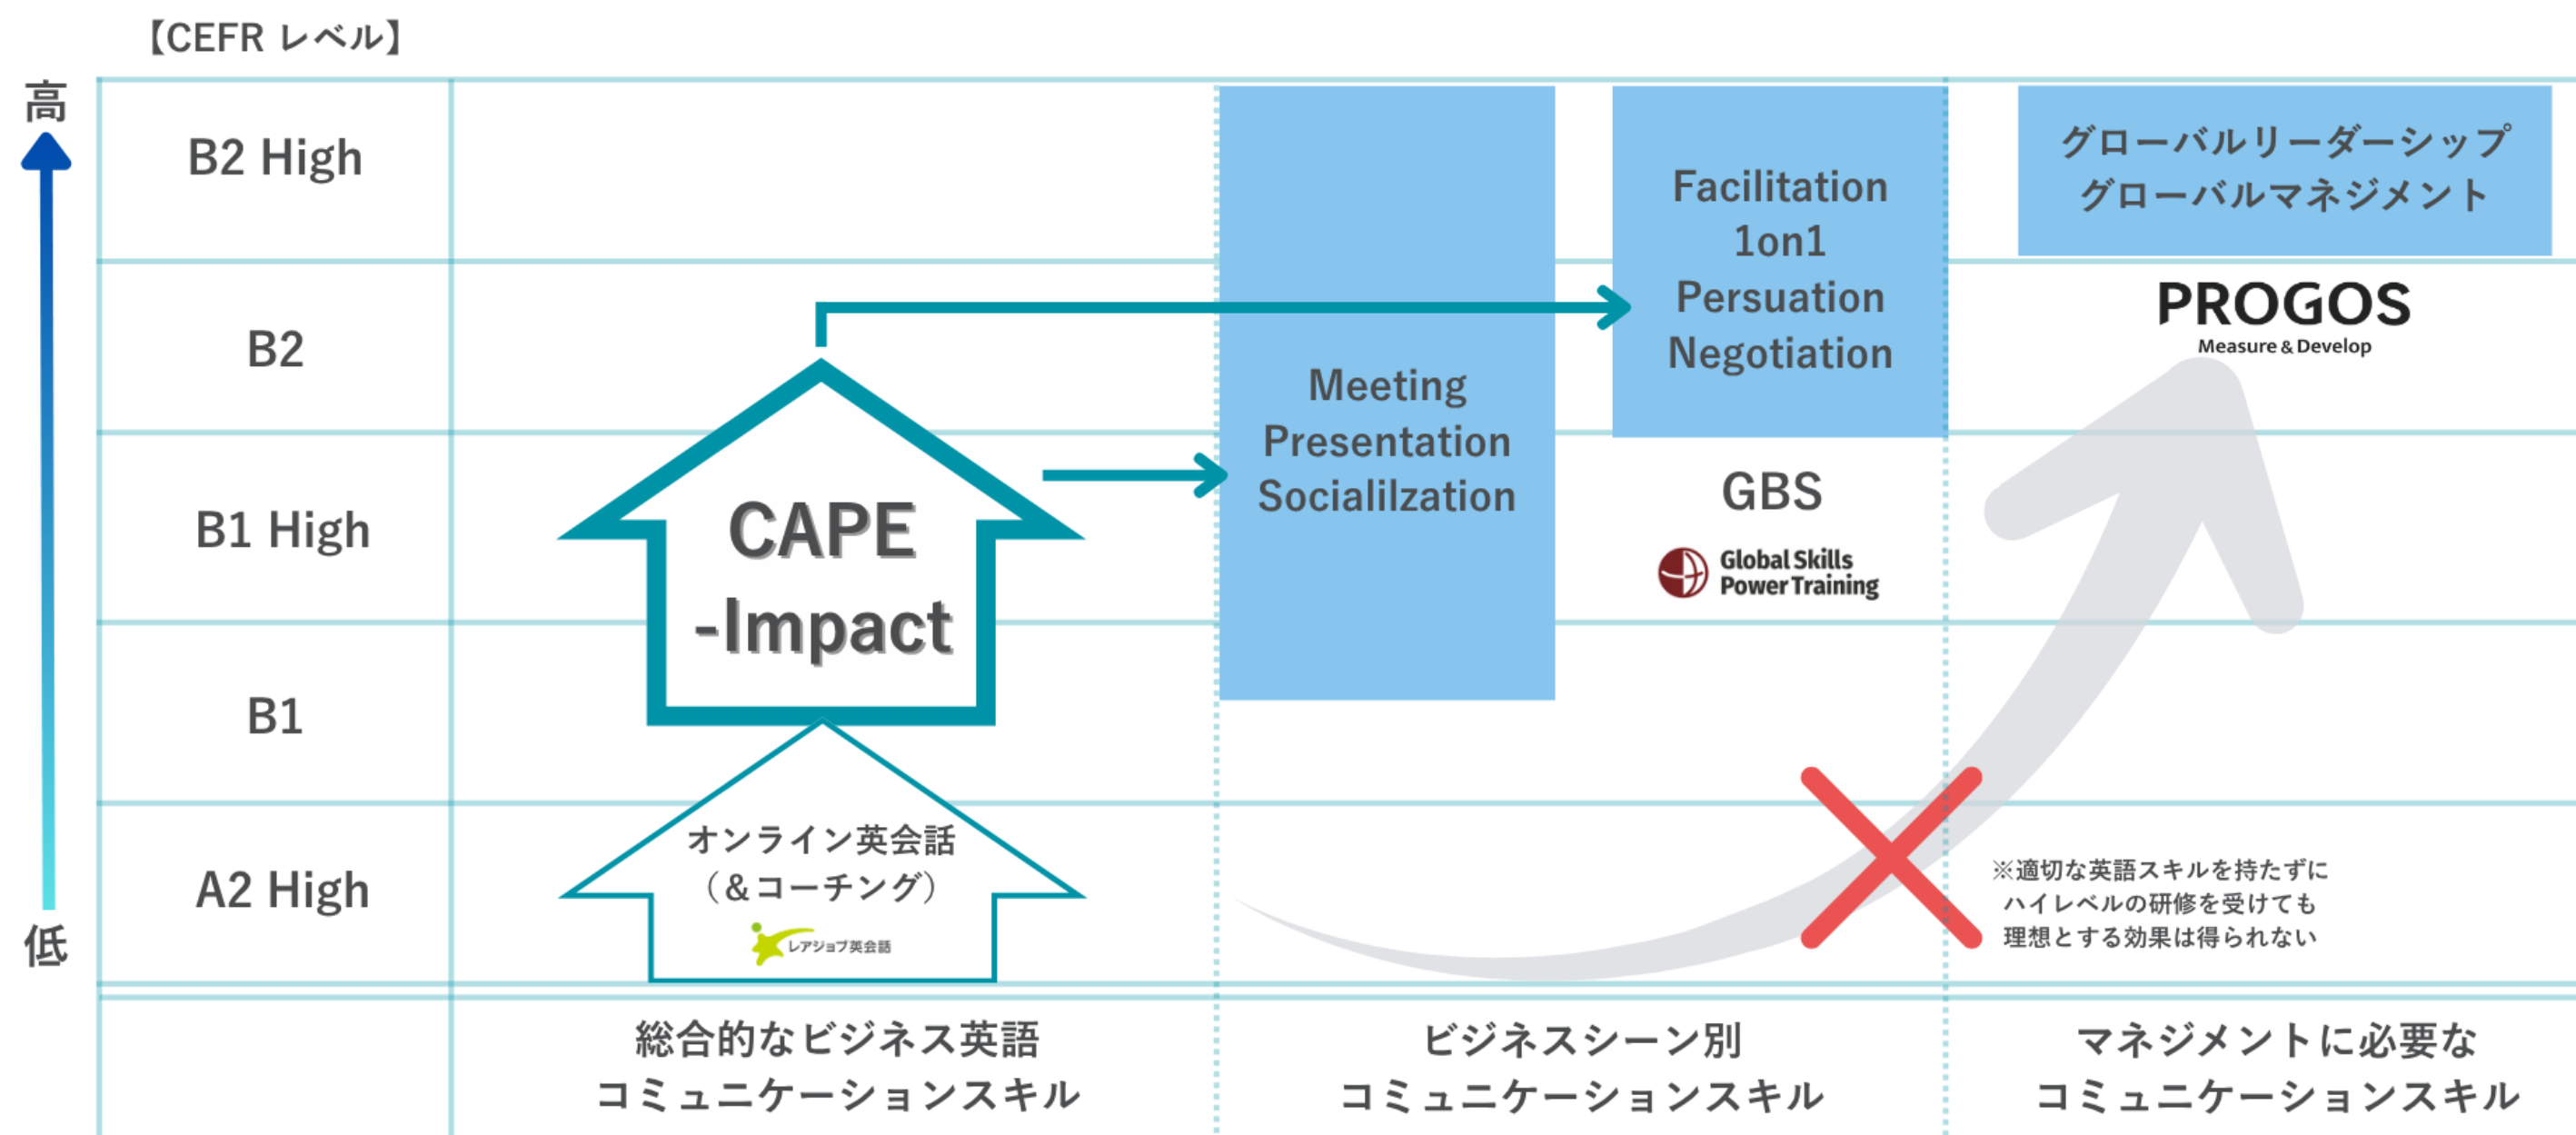 【CEFR レベル】
高
低
B2 High
B2
B1 High
B1
A2 High
CAPE
-Impact
オンライン英会話
（＆コーチング）
レアジョブ英会話
Meeting
Presentation
Socialilzation
Facilitation
1on1
Persuation
Negotiation
GBS
Global Skills
Power Training
グローバルリーダーシップ
グローバルマネジメント
PROGOS
Measure & Develop
※適切な英語スキルを持たずに
ハイレベルの研修を受けても
理想とする効果は得られない
総合的なビジネス英語
コミュニケーションスキル
ビジネスシーン別
コミュニケーションスキル
マネジメントに必要な
コミュニケーションスキル